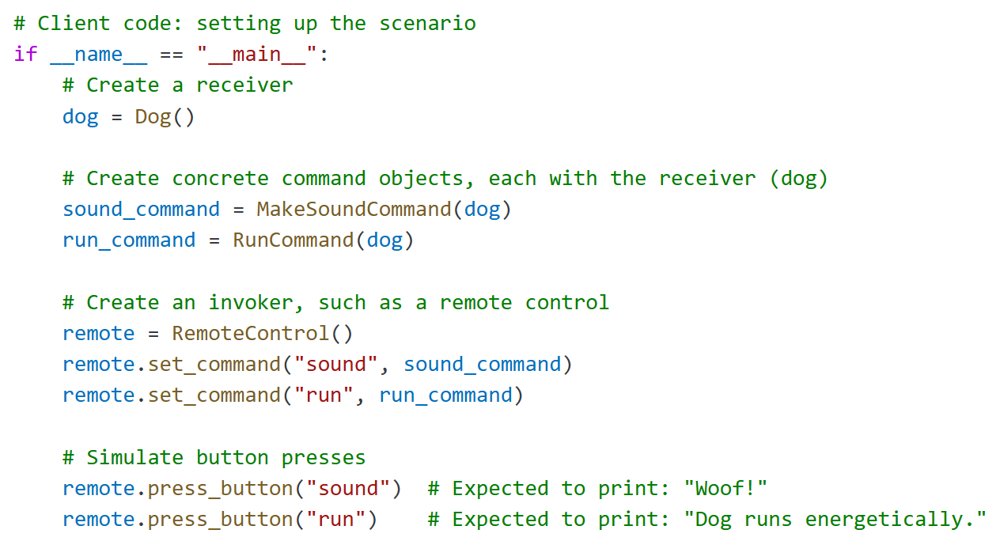 # Client code: setting up the scenario
if __name__ == "__main__":
    # Create a receiver
    dog = Dog()

    # Create concrete command objects, each with the receiver (dog)
    sound_command = MakeSoundCommand(dog)
    run_command = RunCommand(dog)

    # Create an invoker, such as a remote control
    remote = RemoteControl()
    remote.set_command("sound", sound_command)
    remote.set_command("run", run_command)

    # Simulate button presses
    remote.press_button("sound")  # Expected to print: "Woof!"
    remote.press_button("run")    # Expected to print: "Dog runs energetically."